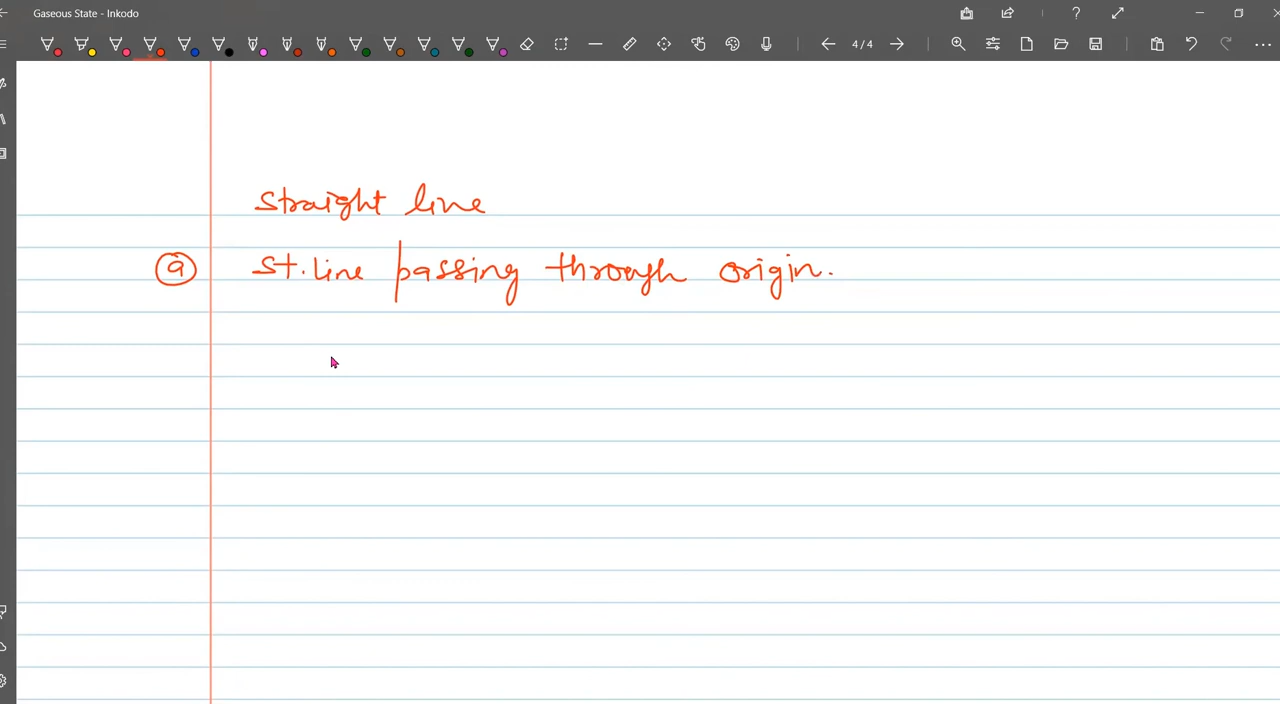 Gaseous State - Inkodo
4/4
Straight line
a St. line passing through origin.